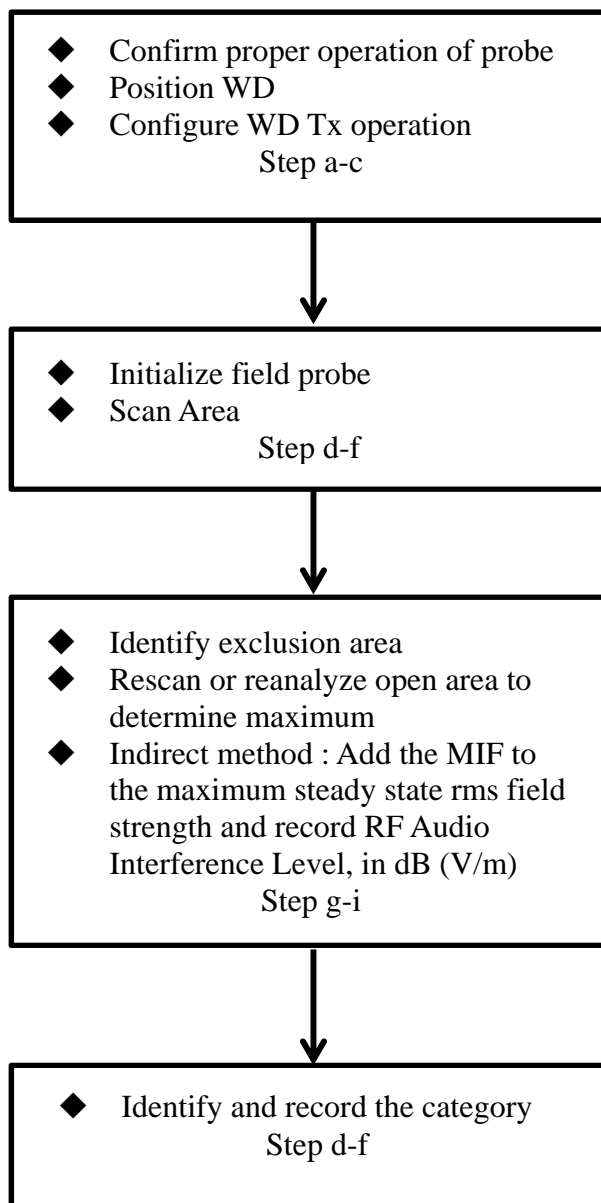 ◆ Confirm proper operation of probe
◆ Position WD
◆ Configure WD Tx operation
Step a-c
◆ Initialize field probe
◆ Scan Area
Step d-f
◆ Identify exclusion area
◆ Rescan or reanalyze open area to
determine maximum
◆ Indirect method : Add the MIF to
the maximum steady state rms field
strength and record RF Audio
Interference Level, in dB (V/m)
Step g-i
◆ Identify and record the category
Step d-f